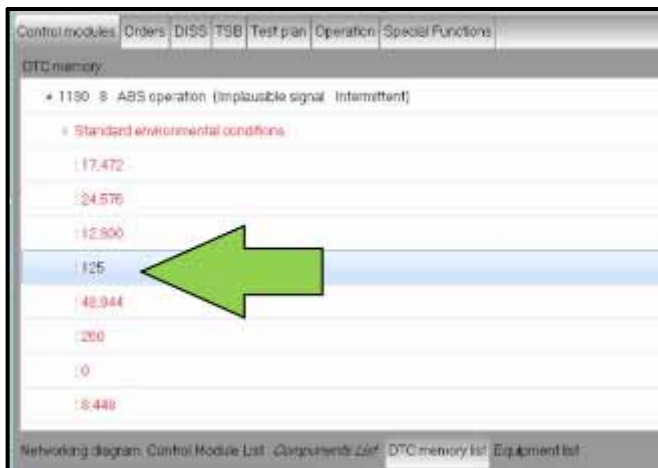 Control modules Orders DISS TSB Test plan Operation Special Functions
DTC memory
1130 8 ABS operation (Implausible signal Intermittent)
Standard environmental conditions
17,472
24,576
12,800
125
48,944
260
0
8,448
Networking diagram Control Module List Components List DTC memory list Equipment list